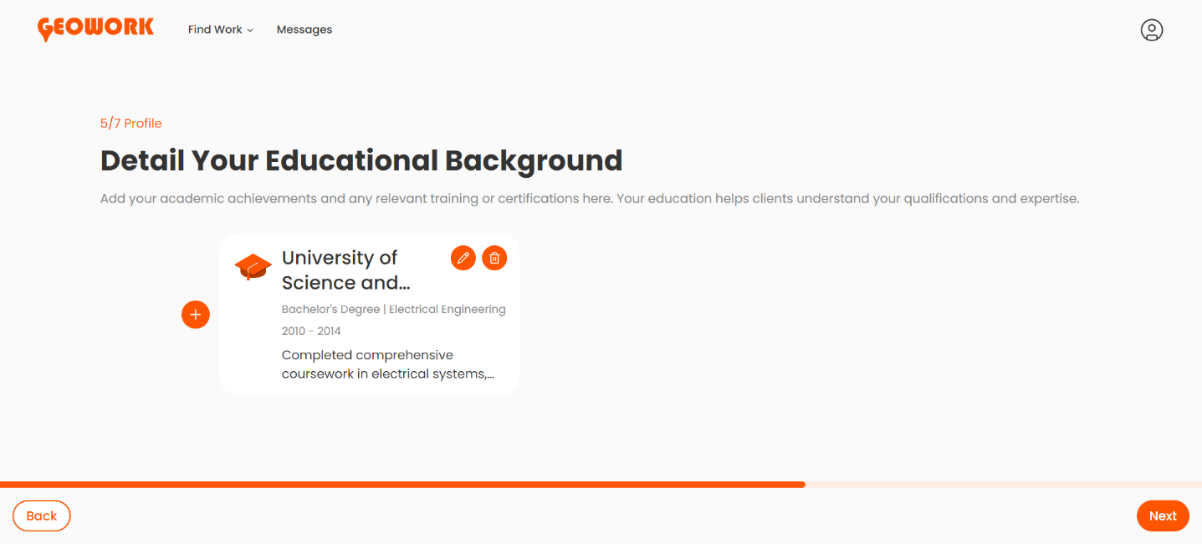 GEOWORK
Find Work
Messages
5/7 Profile
Detail Your Educational Background
Add your academic achievements and any relevant training or certifications here. Your education helps clients understand your qualifications and expertise.
University of
Science and...
Bachelor's Degree | Electrical Engineering
2010 - 2014
Completed comprehensive
coursework in electrical systems,...
Back
Next